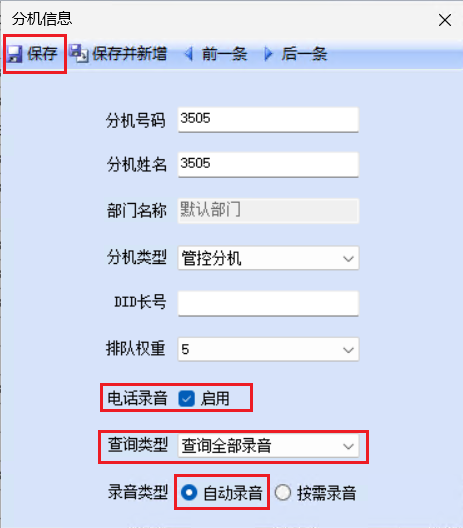 分机信息
保存 保存并新增 前一条 后一条
分机号码 3505
分机姓名 3505
部门名称 默认部门
分机类型 管控分机
DID长号
排队权重 5
电话录音 启用
查询类型 查询全部录音
录音类型 自动录音 按需录音